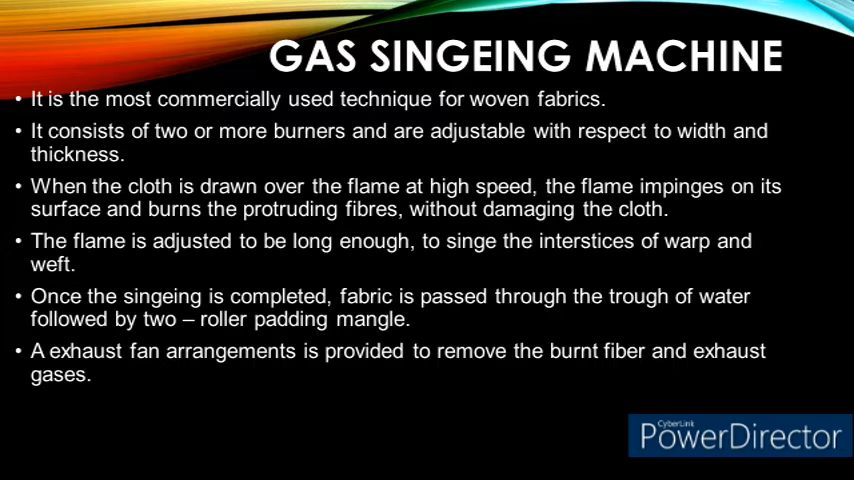 GAS SINGEING MACHINE
• It is the most commercially used technique for woven fabrics.
• It consists of two or more burners and are adjustable with respect to width and
thickness.
• When the cloth is drawn over the flame at high speed, the flame impinges on its
surface and burns the protruding fibres, without damaging the cloth.
• The flame is adjusted to be long enough, to singe the interstices of warp and
weft.
• Once the singeing is completed, fabric is passed through the trough of water
followed by two – roller padding mangle.
• A exhaust fan arrangements is provided to remove the burnt fiber and exhaust
gases.
CyberLink
PowerDirector